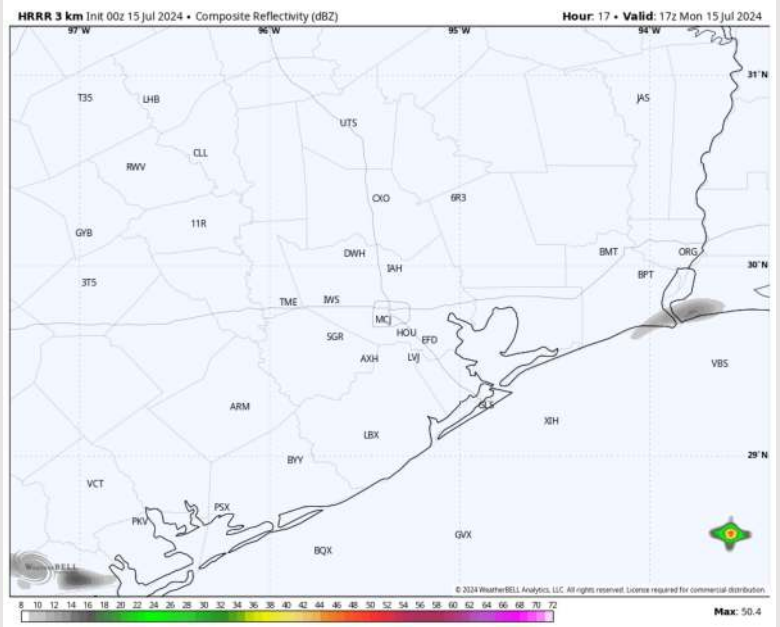 HRRR 3 km Init 00z 15 Jul 2024 • Composite Reflectivity (dBZ)
Hour: 17 • Valid: 17z Mon 15 Jul 2024
97°W 96°W 95°W 94°W
31°N
T35 LHB JAS
UTS
CLL
RWV
CXO 6R3
11R
GYB
DWH BMT ORG
IAH 30°N
BPT
3T5
TME IWS
MCJ
SGR HOU EFD
AXH LVJ
VBS
ARM GLS
XIH
LBX
29°N
BYY
VCT
PSX
PKV
GVX
BQX
WeatherBELL
© 2024 WeatherBELL Analytics, LLC. All rights reserved. License required for commercial distribution.
8 10 12 14 16 18 20 22 24 26 28 30 32 34 36 38 40 42 44 46 48 50 52 54 56 58 60 62 64 66 68 70 72
Max: 50.4